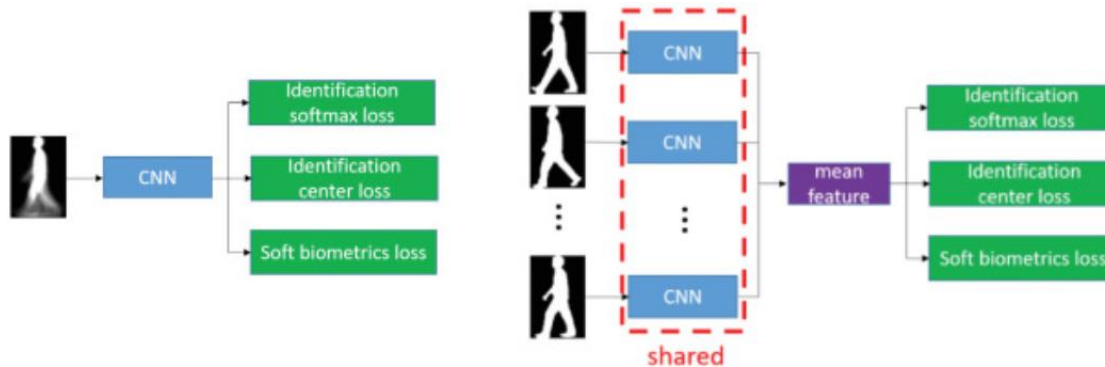 CNN
Identification
softmax loss
Identification
center loss
Soft biometrics loss
CNN
CNN
CNN
shared
mean
feature
Identification
softmax loss
Identification
center loss
Soft biometrics loss